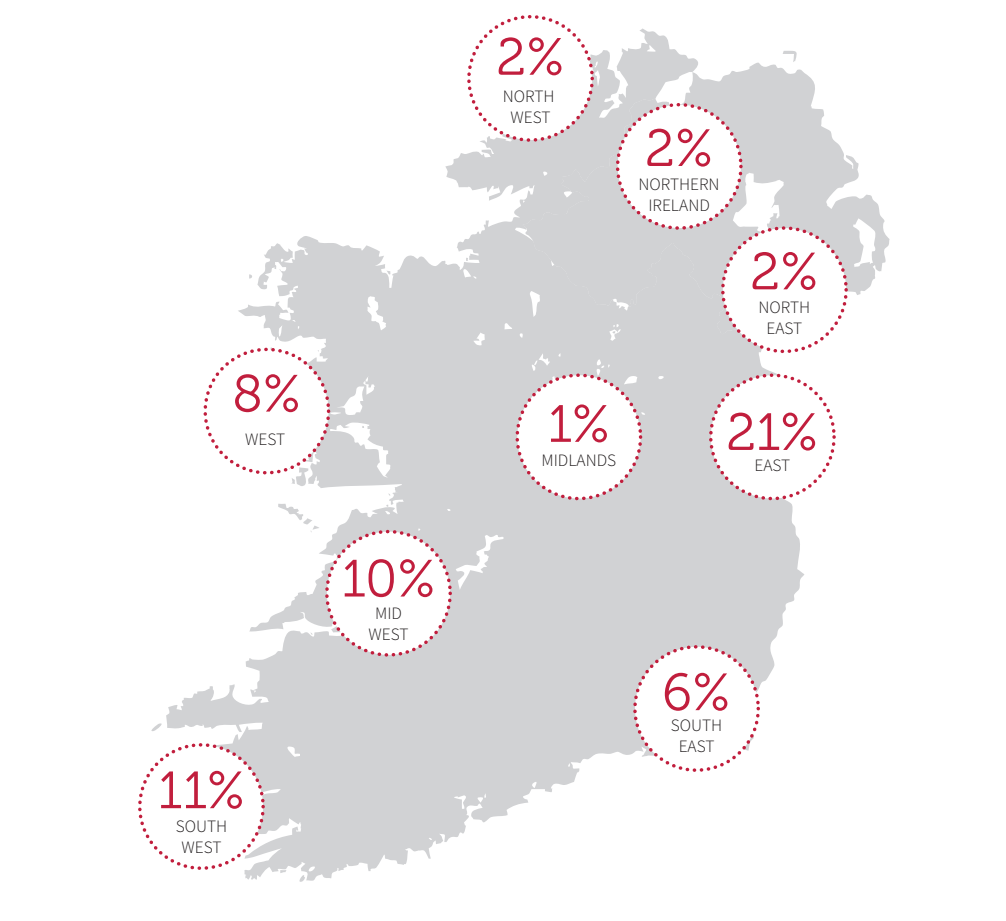 2%
NORTH
WEST
2%
NORTHERN
IRELAND
2%
NORTH
EAST
8%
WEST
1%
MIDLANDS
21%
EAST
10%
MID
WEST
6%
SOUTH
EAST
11%
SOUTH
WEST